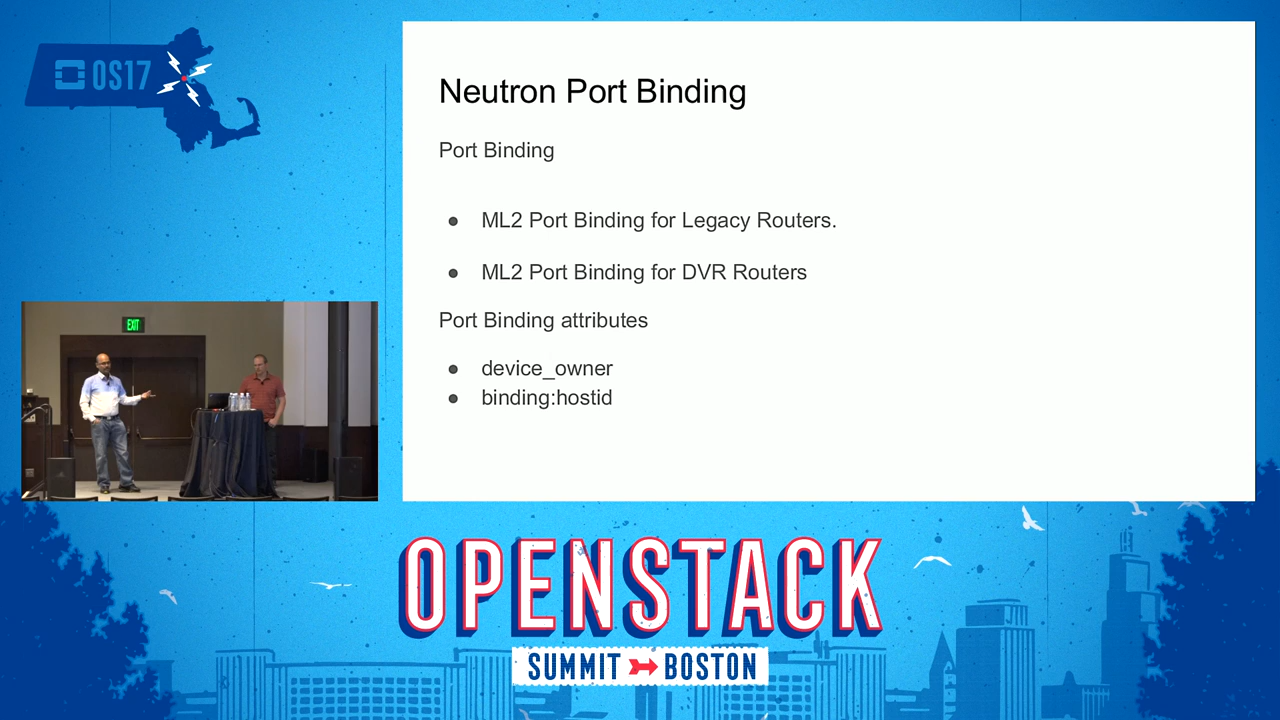 OS17
Neutron Port Binding
Port Binding
● ML2 Port Binding for Legacy Routers.
● ML2 Port Binding for DVR Routers
Port Binding attributes
● device_owner
● binding:hostid
EXIT
OPENSTACK
SUMMIT BOSTON